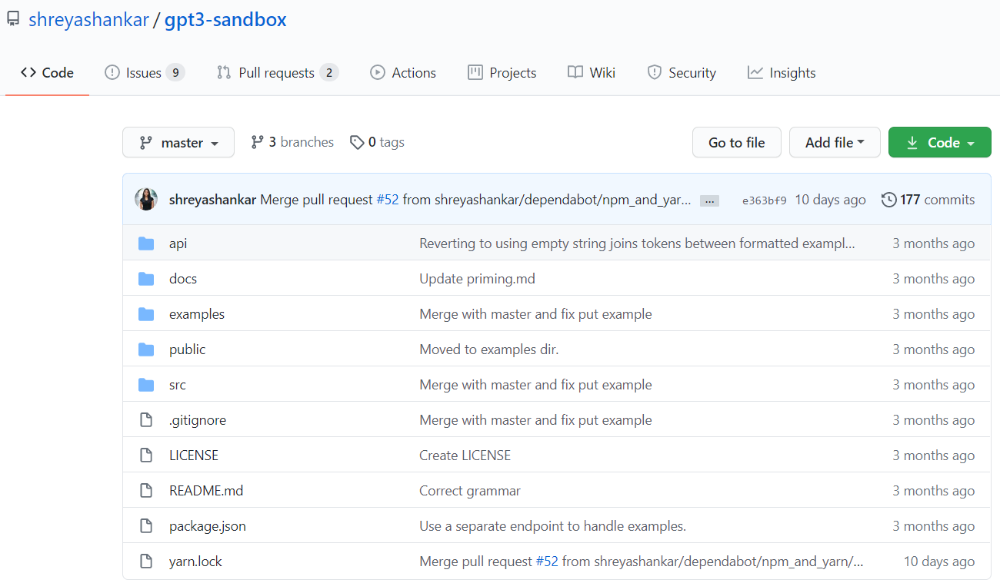 shreyashankar / gpt3-sandbox
Code Issues 9 Pull requests 2 Actions Projects Wiki Security Insights
master 3 branches 0 tags Go to file Add file Code
shreyashankar Merge pull request #52 from shreyashankar/dependabot/npm_and_yar... ... e363bf9 10 days ago 177 commits
api Reverting to using empty string joins tokens between formatted exampl... 3 months ago
docs Update priming.md 3 months ago
examples Merge with master and fix put example 3 months ago
public Moved to examples dir. 3 months ago
src Merge with master and fix put example 3 months ago
.gitignore Merge with master and fix put example 3 months ago
LICENSE Create LICENSE 3 months ago
README.md Correct grammar 3 months ago
package.json Use a separate endpoint to handle examples. 3 months ago
yarn.lock Merge pull request #52 from shreyashankar/dependabot/npm_and_yarn/... 10 days ago